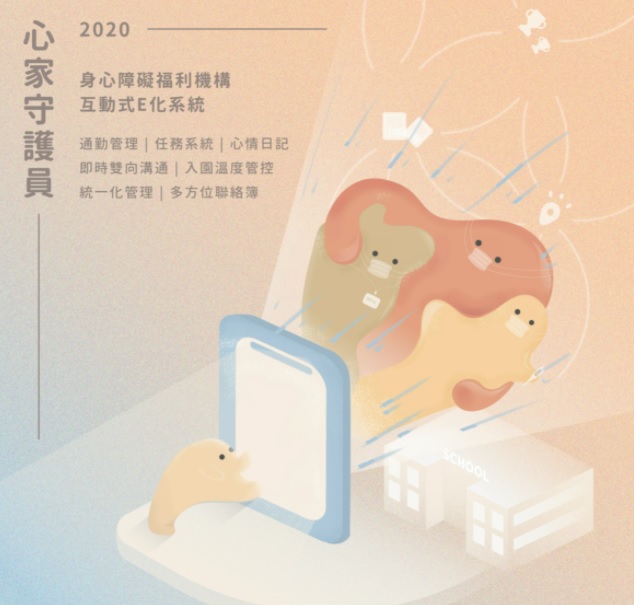 心家守護員
2020
身心障礙福利機構
互動式E化系統
通勤管理 | 任務系統 | 心情日記
即時雙向溝通 | 入園溫度管控
統一化管理 | 多方位聯絡簿
SCHOOL